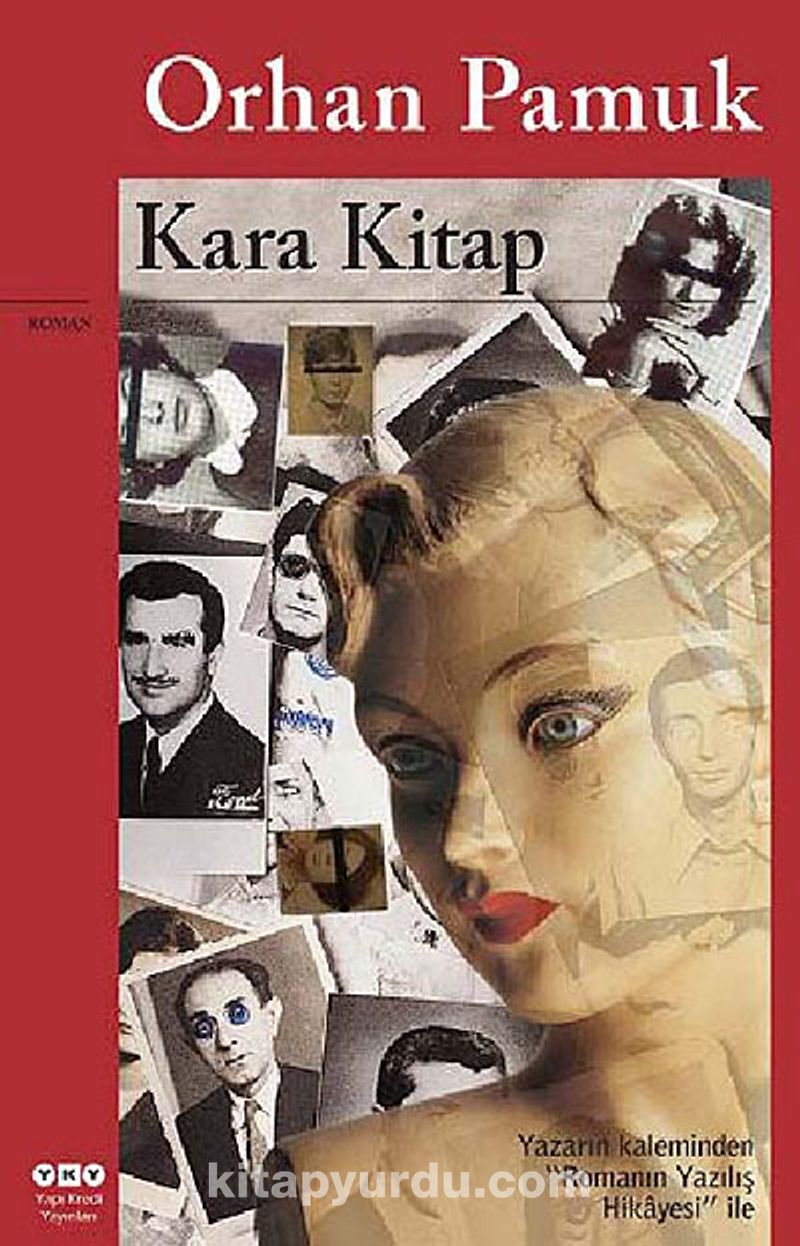 Orhan Pamuk
Kara Kitap
ROMAN
Yazarın kaleminden
"Romanın Yazılış
Hikâyesi" ile
YKY
Yapı Kredi
Yayınları
kitapyurdu.com